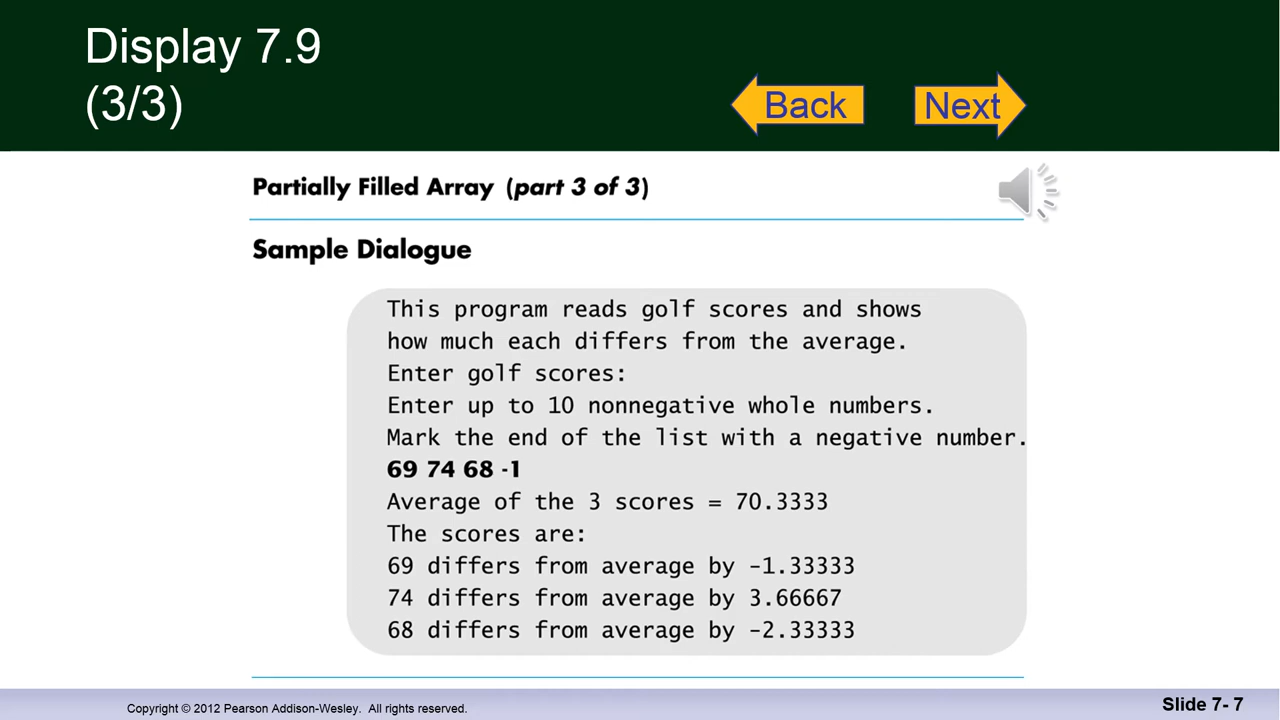 Display 7.9
(3/3)
Back
Next
Partially Filled Array (part 3 of 3)
Sample Dialogue
This program reads golf scores and shows
how much each differs from the average.
Enter golf scores:
Enter up to 10 nonnegative whole numbers.
Mark the end of the list with a negative number.
69 74 68 -1
Average of the 3 scores = 70.3333
The scores are:
69 differs from average by -1.33333
74 differs from average by 3.66667
68 differs from average by -2.33333
Copyright © 2012 Pearson Addison-Wesley. All rights reserved.
Slide 7- 7